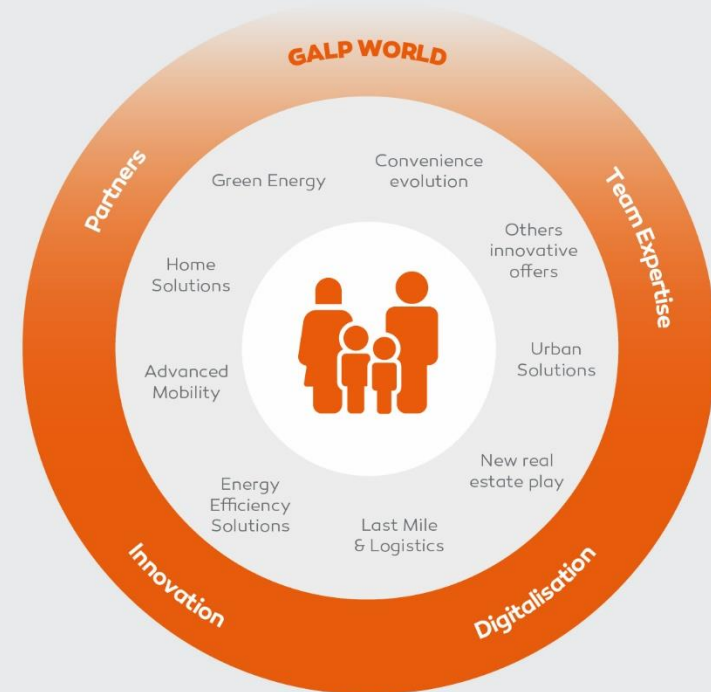 GALP WORLD
Partners
Team Expertise
Innovation
Digitalisation
Green Energy
Convenience
evolution
Others
innovative
offers
Urban
Solutions
New real
estate play
Last Mile
& Logistics
Energy
Efficiency
Solutions
Advanced
Mobility
Home
Solutions